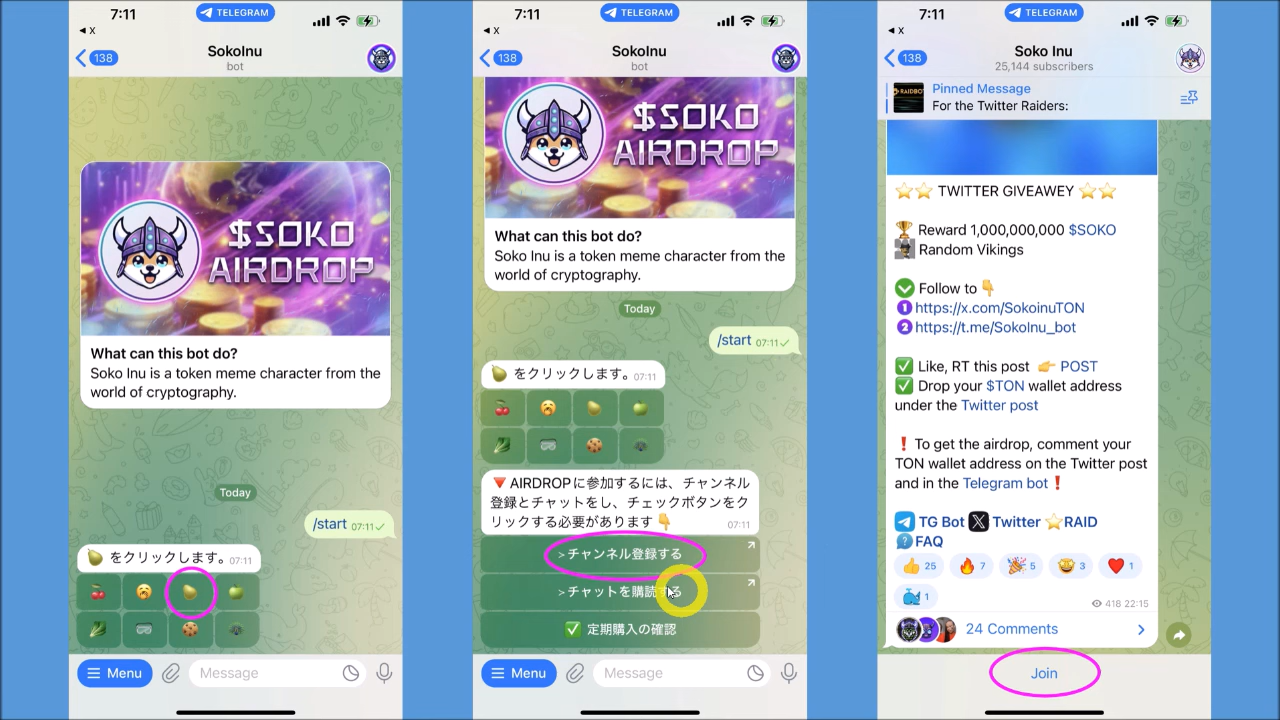 7:11
TELEGRAM
X
138
SokoInu
bot
$SOKO
AIRDROP
What can this bot do?
Soko Inu is a token meme character from the
world of cryptography.
Today
/start 07:11
をクリックします。 07:11
Menu
Message
7:11
TELEGRAM
X
138
SokoInu
bot
$SOKO
AIRDROP
What can this bot do?
Soko Inu is a token meme character from the
world of cryptography.
Today
/start 07:11
🍐 をクリックします。 07:11
🔻AIRDROPに参加するには、チャンネル
登録とチャットをし、チェックボタンをク
リックする必要があります👇 07:11
>チャンネル登録する
>チャットを購読する
✅ 定期購入の確認
Menu
Message
7:11
TELEGRAM
X
138
Soko Inu
25,144 subscribers
RAIDBO
Pinned Message
For the Twitter Raiders:
⭐⭐ TWITTER GIVEAWEY ⭐⭐
🏆 Reward 1,000,000,000 $SOKO
Random Vikings
Follow to👇
1 https://x.com/SokoinuTON
2 https://t.me/SokoInu_bot
✅ Like, RT this post 👉 POST
✅ Drop your $TON wallet address
under the Twitter post
❗ To get the airdrop, comment your
TON wallet address on the Twitter post
and in the Telegram bot❗
TG Bot X Twitter ⭐RAID
? FAQ
👍 25 🔥 7 🎉 5 🤩 3 ❤ 1
🐳 1
418 22:15
24 Comments
Join